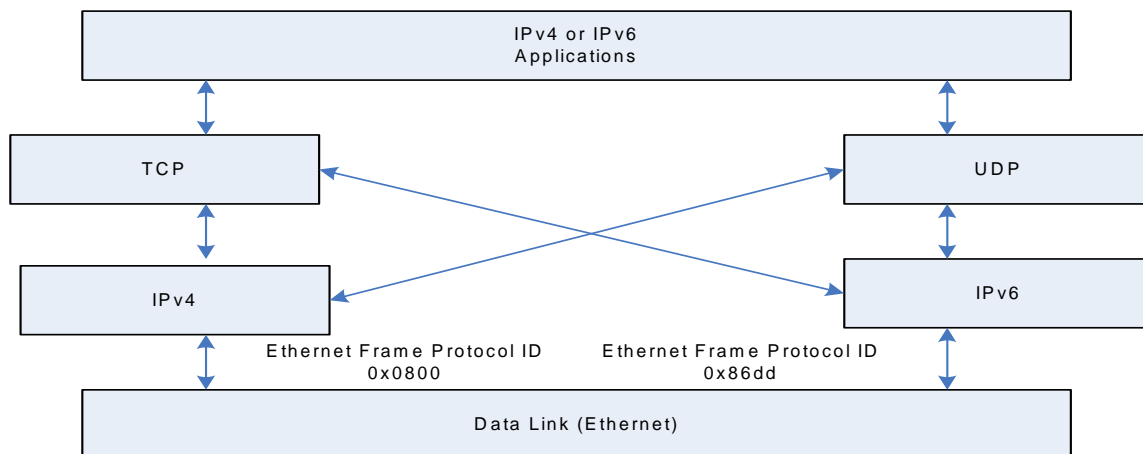 IPv4 or IPv6
Applications
TCP
UDP
IPv4
IPv6
Ethernet Frame Protocol ID
0x0800
Ethernet Frame Protocol ID
0x86dd
Data Link (Ethernet)